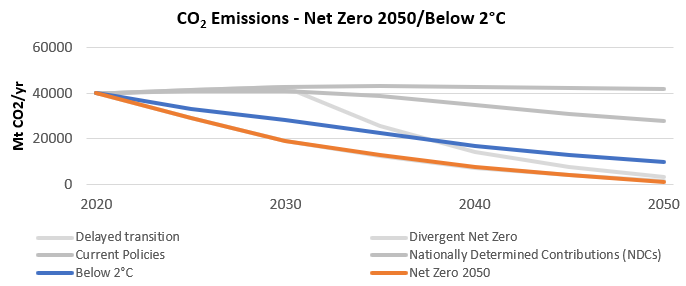 CO₂ Emissions - Net Zero 2050/Below 2°C
60000
40000
20000
0
Mt CO2/yr
2020 2030 2040 2050
Delayed transition Divergent Net Zero
Current Policies Nationally Determined Contributions (NDCs)
Below 2°C Net Zero 2050